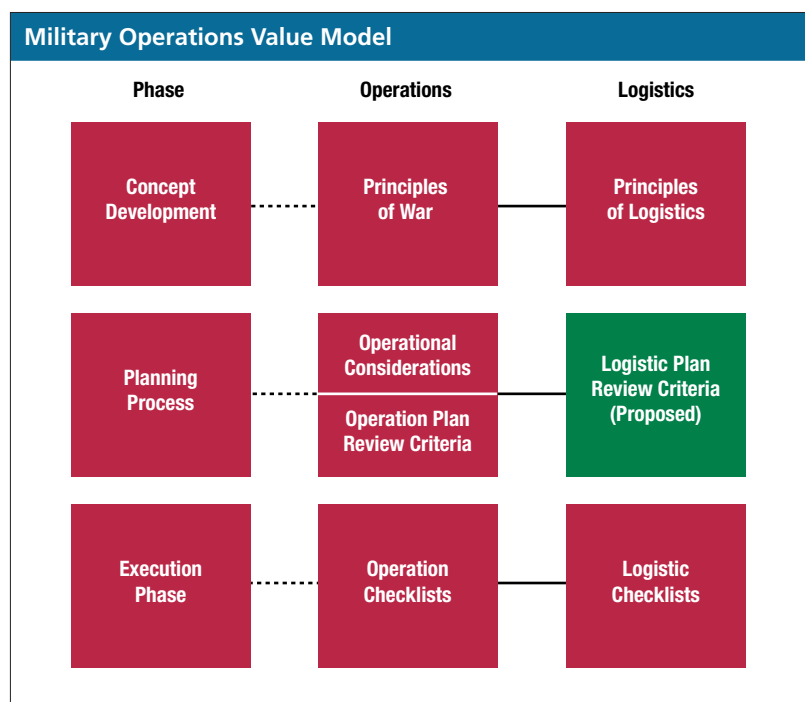 Military Operations Value Model
Phase
Operations
Logistics
Concept
Development
Principles
of War
Principles
of Logistics
Planning
Process
Operational
Considerations
Operation Plan
Review Criteria
Logistic Plan
Review Criteria
(Proposed)
Execution
Phase
Operation
Checklists
Logistic
Checklists